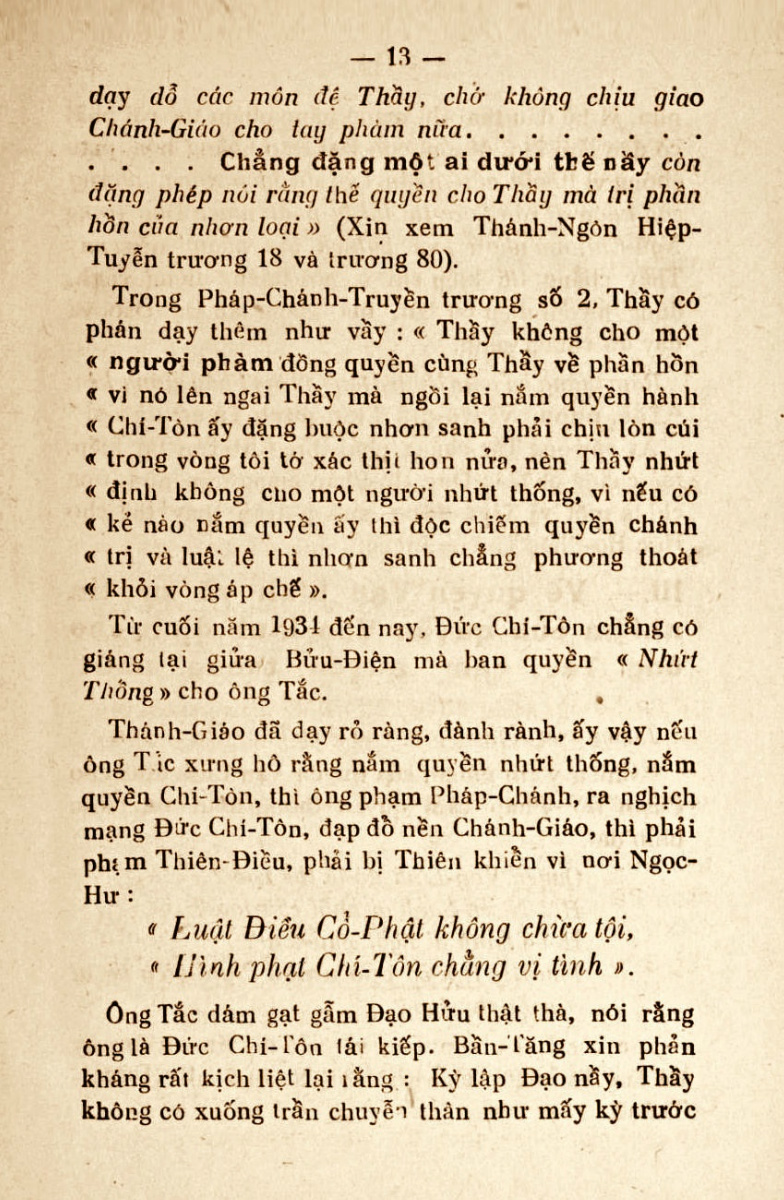 — 13 —
dạy dỗ các môn đệ Thầy, chớ không chịu giao
Chánh-Giáo cho tay phàm nữa. . . . . . . .
. . . . Chẳng đặng một ai dưới thế nầy còn
đặng phép nói rằng thế quyền cho Thầy mà trị phần
hồn của nhơn loại » (Xin xem Thánh-Ngôn Hiệp-
Tuyễn trương 18 và trương 80).
Trong Pháp-Chánh-Truyền trương số 2, Thầy có
phán dạy thêm như vầy : « Thầy không cho một
« người phàm đồng quyền cùng Thầy về phần hồn
« vì nó lên ngai Thầy mà ngồi lại nắm quyền hành
« Chí-Tôn ấy đặng buộc nhơn sanh phải chịu lòn cúi
« trong vòng tôi tớ xác thịt hon nửa, nên Thầy nhứt
« định không cho một người nhứt thống, vì nếu có
« kẻ nào nắm quyền ấy thì độc chiếm quyền chánh
« trị và luật lệ thì nhơn sanh chẳng phương thoát
« khỏi vòng áp chế ».
Từ cuối năm 1934 đến nay, Đức Chí-Tôn chẳng có
giáng tại giữa Bửu-Điện mà ban quyền « Nhứt
Thống » cho ông Tắc.
Thánh-Giáo đã dạy rỏ ràng, đành rành, ấy vậy nếu
ông Tắc xưng hô rằng nắm quyền nhứt thống, nắm
quyền Chí-Tôn, thì ông phạm Pháp-Chánh, ra nghịch
mạng Đức Chí-Tôn, đạp đổ nền Chánh-Giáo, thì phải
phạm Thiên-Điều, phải bị Thiên khiển vì nơi Ngọc-
Hư :
« Luật Điều Cổ-Phật không chừa tội,
« Hình phạt Chí-Tôn chẳng vị tình ».
Ông Tắc dám gạt gẫm Đạo Hửu thật thà, nói rằng
ông là Đức Chí-Tôn tái kiếp. Bần-Tăng xin phản
kháng rất kịch liệt lại rằng : Kỳ lập Đạo nầy, Thầy
không có xuống trần chuyển thân như mấy kỳ trước